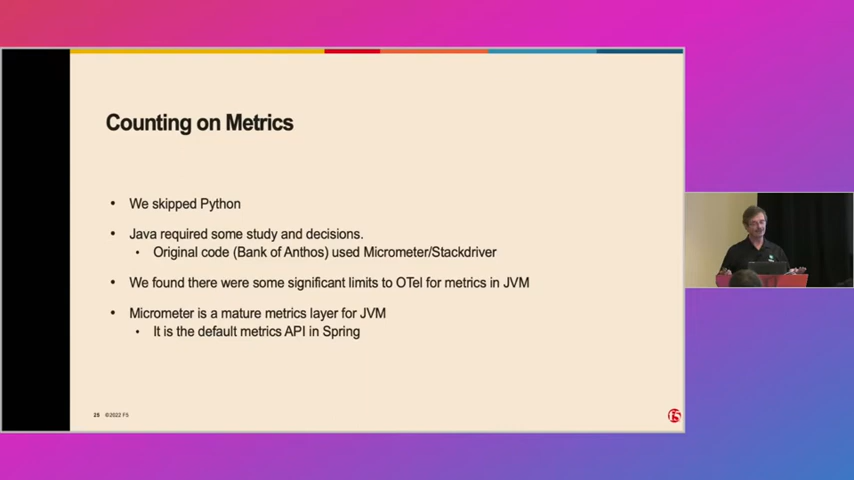 Counting on Metrics
• We skipped Python
• Java required some study and decisions.
• Original code (Bank of Anthos) used Micrometer/Stackdriver
• We found there were some significant limits to OTel for metrics in JVM
• Micrometer is a mature metrics layer for JVM
• It is the default metrics API in Spring
25 ©2022 F5
f5